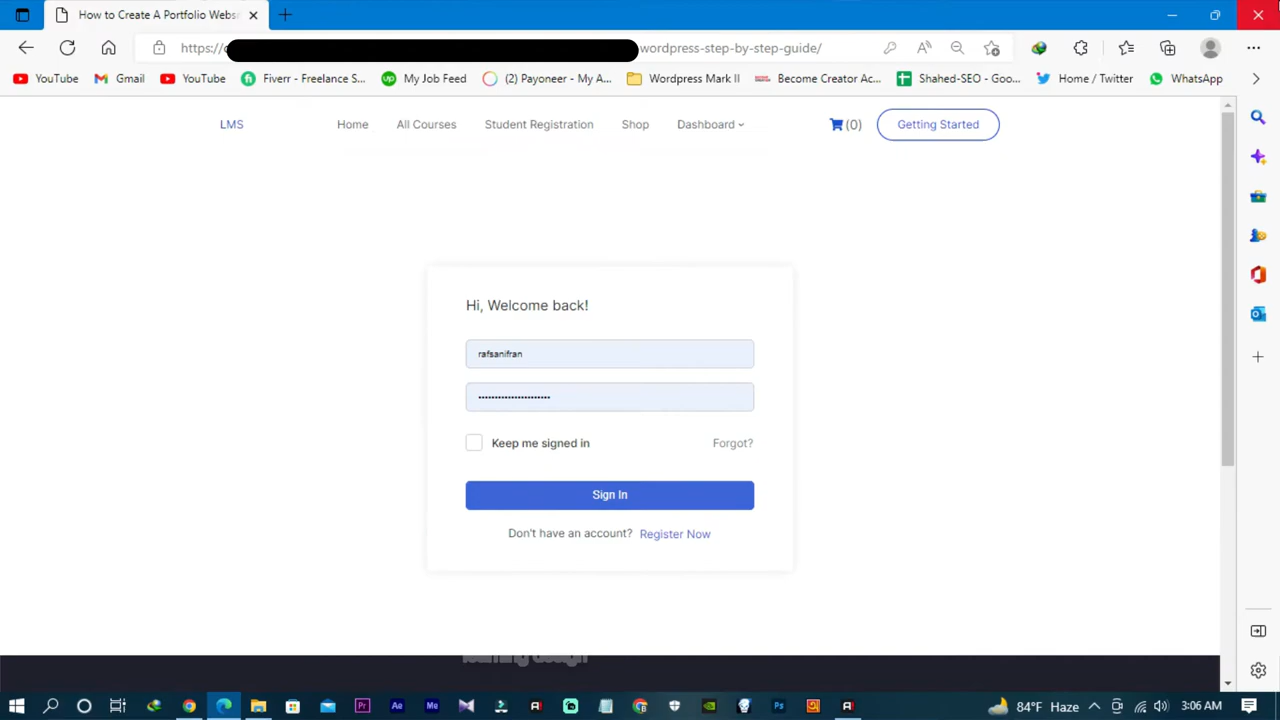 How to Create A Portfolio Webs
https://
wordpress-step-by-step-guide/
YouTube
Gmail
YouTube
Fiverr - Freelance S...
My Job Feed
(2) Payoneer - My A...
Wordpress Mark II
Become Creator Ac...
Shahed-SEO - Goo...
Home / Twitter
WhatsApp
LMS
Home
All Courses
Student Registration
Shop
Dashboard
(0)
Getting Started
Hi, Welcome back!
rafsanifran
Keep me signed in
Forgot?
Sign In
Don't have an account? Register Now
84°F Haze
3:06 AM